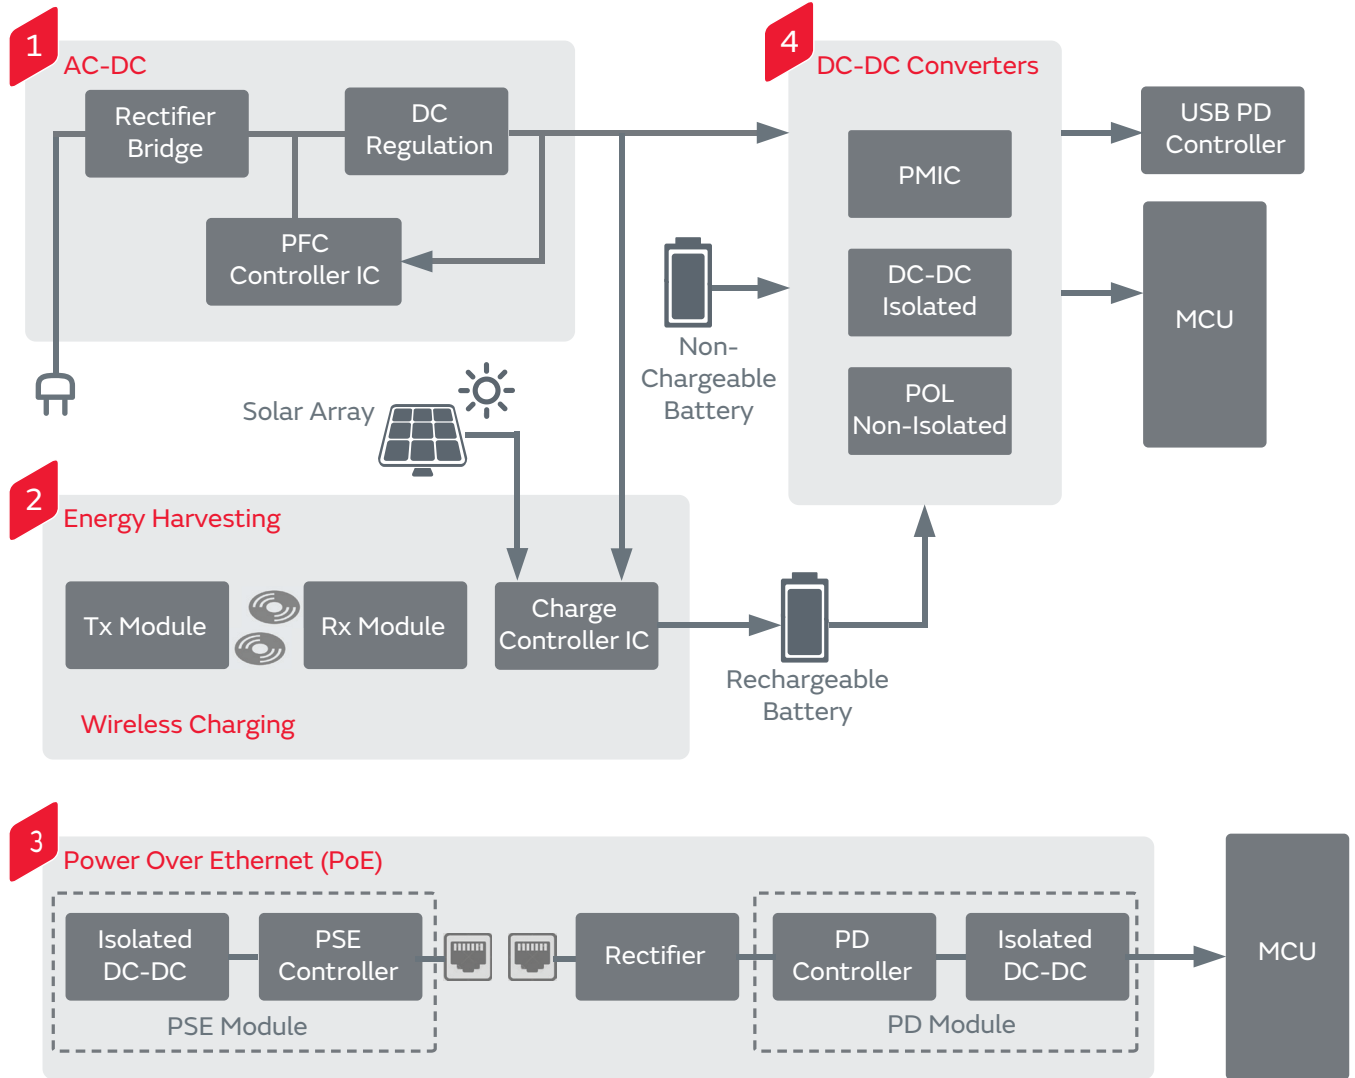 1
AC-DC
Rectifier
Bridge
DC
Regulation
PFC
Controller IC
4
DC-DC Converters
PMIC
DC-DC
Isolated
POL
Non-Isolated
USB PD
Controller
MCU
Non-
Chargeable
Battery
Solar Array
2
Energy Harvesting
Tx Module
Rx Module
Charge
Controller IC
Wireless Charging
Rechargeable
Battery
3
Power Over Ethernet (PoE)
Isolated
DC-DC
PSE
Controller
PSE Module
Rectifier
PD
Controller
Isolated
DC-DC
PD Module
MCU